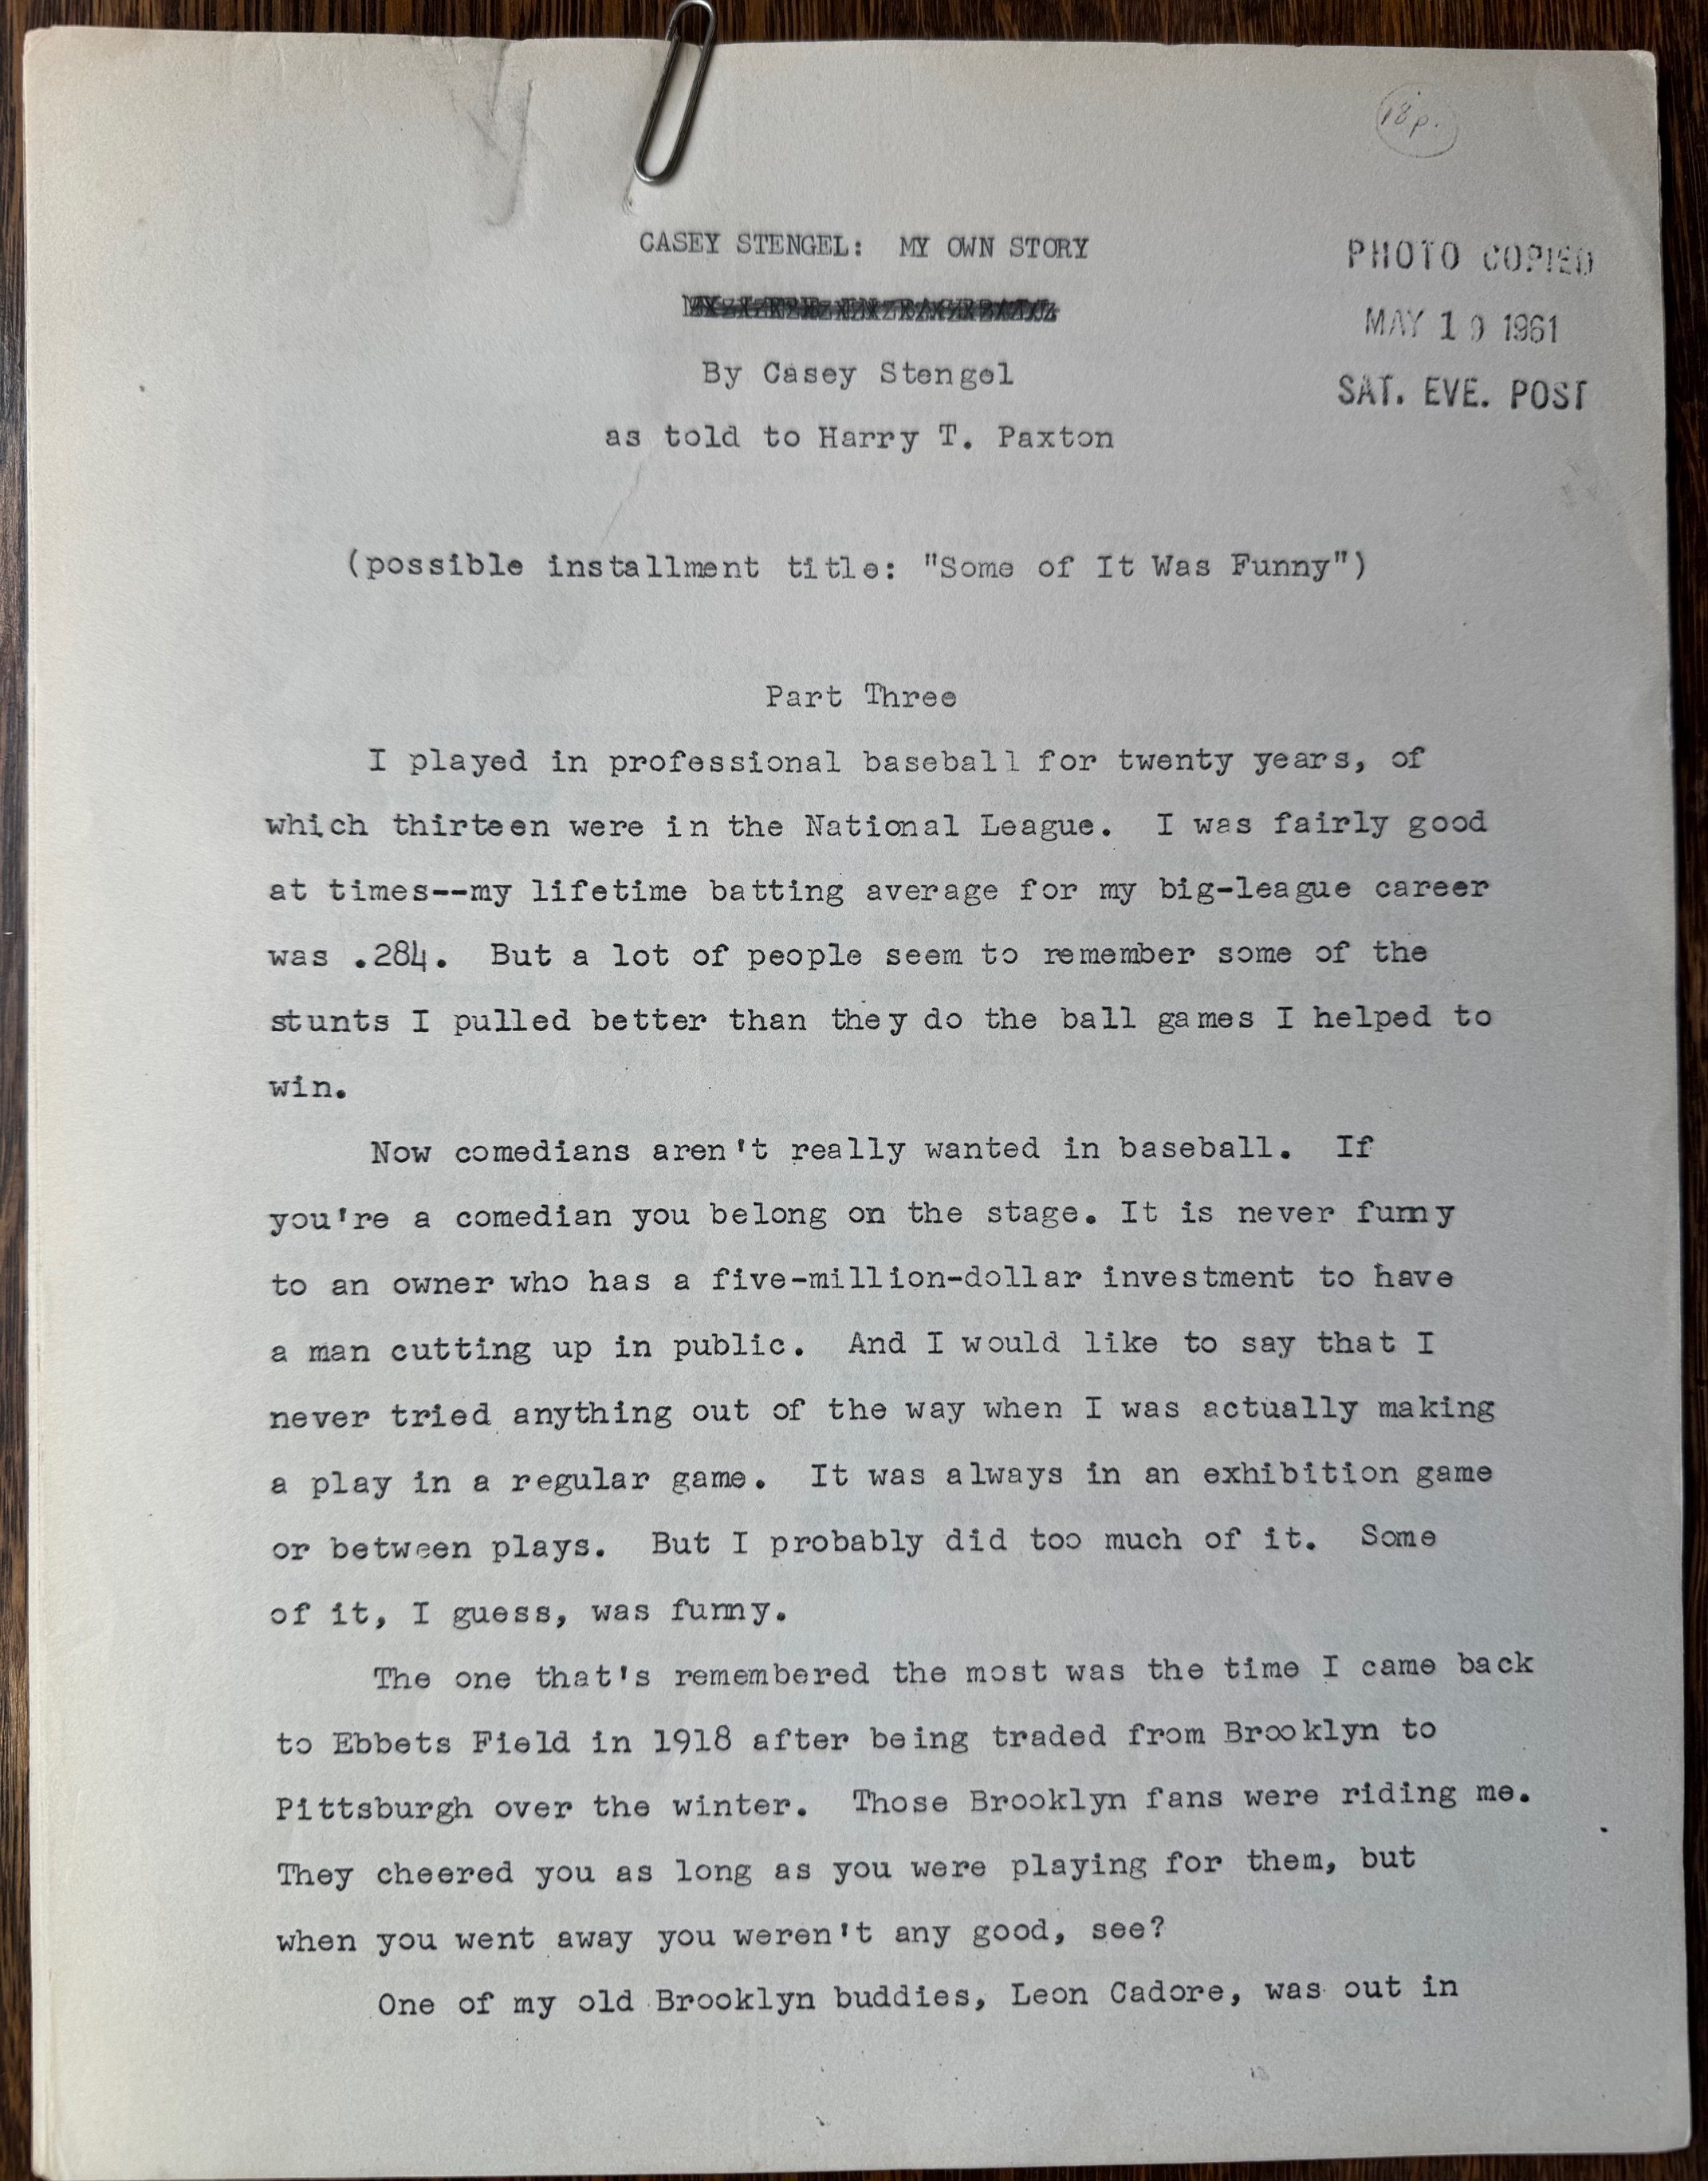 18 p.
CASEY STENGEL:  MY OWN STORY
PHOTO COPIED
MAY 10 1961
SAT. EVE. POST
By Casey Stengel
as told to Harry T. Paxton
(possible installment title: "Some of It Was Funny")
Part Three
I played in professional baseball for twenty years, of
which thirteen were in the National League.  I was fairly good
at times--my lifetime batting average for my big-league career
was .284.  But a lot of people seem to remember some of the
stunts I pulled better than they do the ball games I helped to
win.
Now comedians aren't really wanted in baseball.  If
you're a comedian you belong on the stage. It is never funny
to an owner who has a five-million-dollar investment to have
a man cutting up in public.  And I would like to say that I
never tried anything out of the way when I was actually making
a play in a regular game.  It was always in an exhibition game
or between plays.  But I probably did too much of it.  Some
of it, I guess, was funny.
The one that's remembered the most was the time I came back
to Ebbets Field in 1918 after being traded from Brooklyn to
Pittsburgh over the winter.  Those Brooklyn fans were riding me.
They cheered you as long as you were playing for them, but
when you went away you weren't any good, see?
One of my old Brooklyn buddies, Leon Cadore, was out in